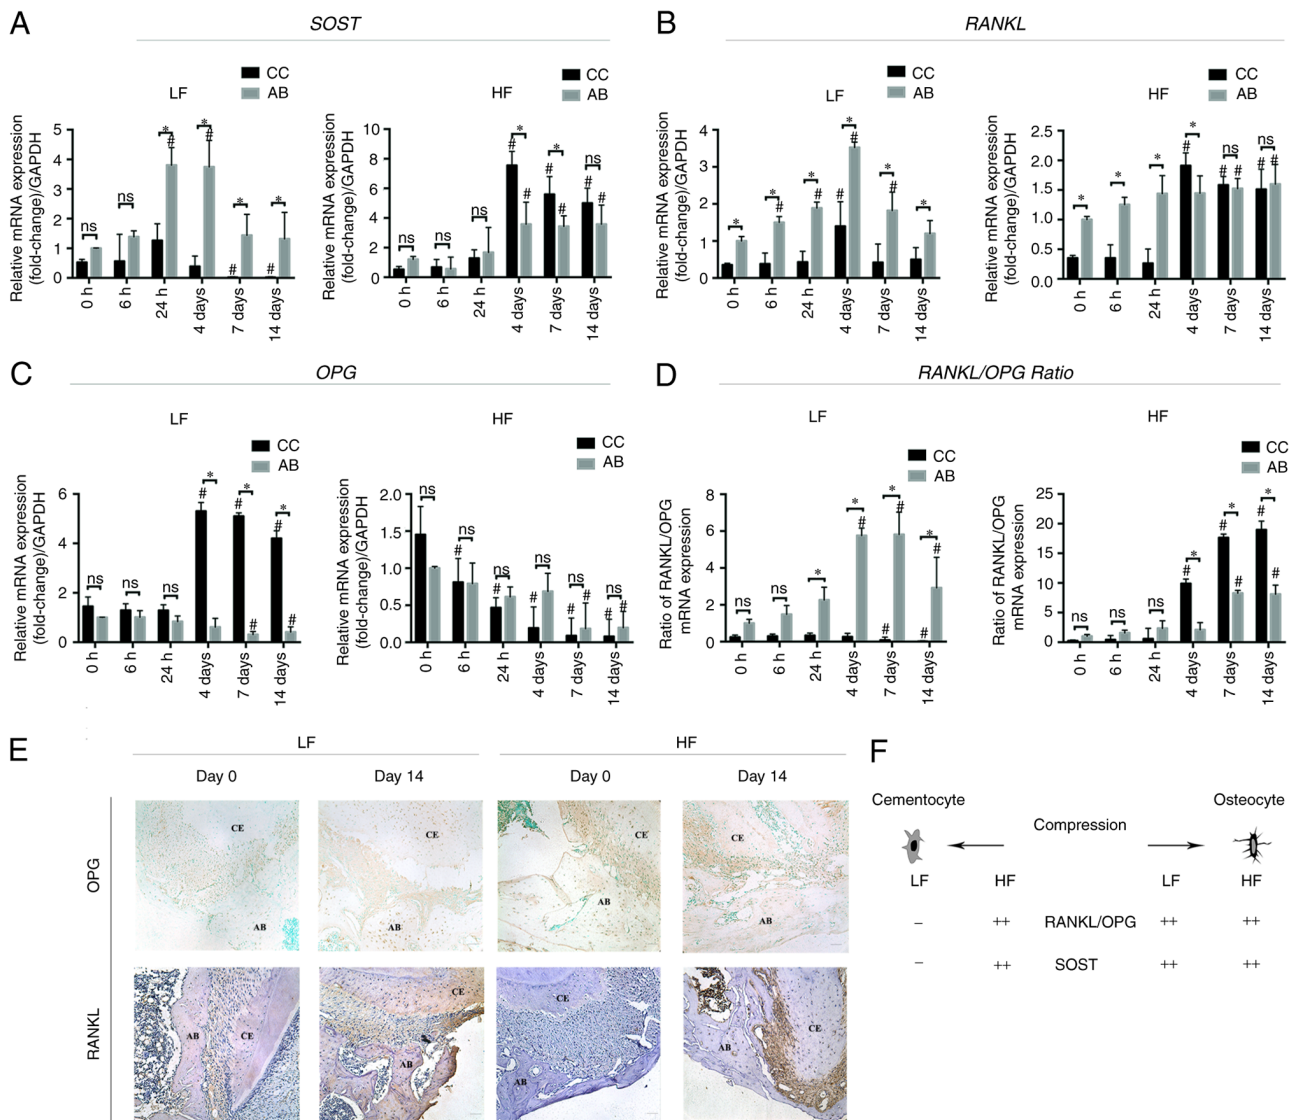 A
SOST
LF
CC
AB
Relative mRNA expression
(fold-change)/GAPDH
5
4
3
2
1
0
ns
ns
*
#
*
#
#
*
#
*
0 h
6 h
24 h
4 days
7 days
14 days
HF
CC
AB
Relative mRNA expression
(fold-change)/GAPDH
10
8
6
4
2
0
ns
ns
ns
#
*
#
#
*
#
#
ns
#
0 h
6 h
24 h
4 days
7 days
14 days
B
RANKL
LF
CC
AB
Relative mRNA expression
(fold-change)/GAPDH
4
3
2
1
0
*
*
#
*
#
#
*
#
*
#
*
0 h
6 h
24 h
4 days
7 days
14 days
HF
CC
AB
Relative mRNA expression
(fold-change)/GAPDH
2.5
2.0
1.5
1.0
0.5
0.0
*
*
*
#
*
#
ns
#
#
ns
#
0 h
6 h
24 h
4 days
7 days
14 days
C
OPG
LF
CC
AB
Relative mRNA expression
(fold-change)/GAPDH
6
4
2
0
ns
ns
ns
#
*
#
*
#
#
*
#
0 h
6 h
24 h
4 days
7 days
14 days
HF
CC
AB
Relative mRNA expression
(fold-change)/GAPDH
2.0
1.5
1.0
0.5
0.0
ns
#
ns
#
ns
#
ns
#
ns
#
#
ns
#
0 h
6 h
24 h
4 days
7 days
14 days
D
RANKL/OPG Ratio
LF
CC
AB
Ratio of RANKL/OPG
mRNA expression
8
6
4
2
0
ns
ns
*
*
#
#
*
#
#
*
#
0 h
6 h
24 h
4 days
7 days
14 days
HF
CC
AB
Ratio of RANKL/OPG
mRNA expression
25
20
15
10
5
0
ns
ns
ns
#
*
#
*
#
#
*
#
0 h
6 h
24 h
4 days
7 days
14 days
E
LF
HF
Day 0
Day 14
Day 0
Day 14
OPG
CE
AB
CE
AB
CE
AB
CE
AB
RANKL
AB
CE
CE
AB
CE
AB
CE
AB
F
Cementocyte
Osteocyte
Compression
LF
HF
LF
HF
–
++
RANKL/OPG
++
++
–
++
SOST
++
++